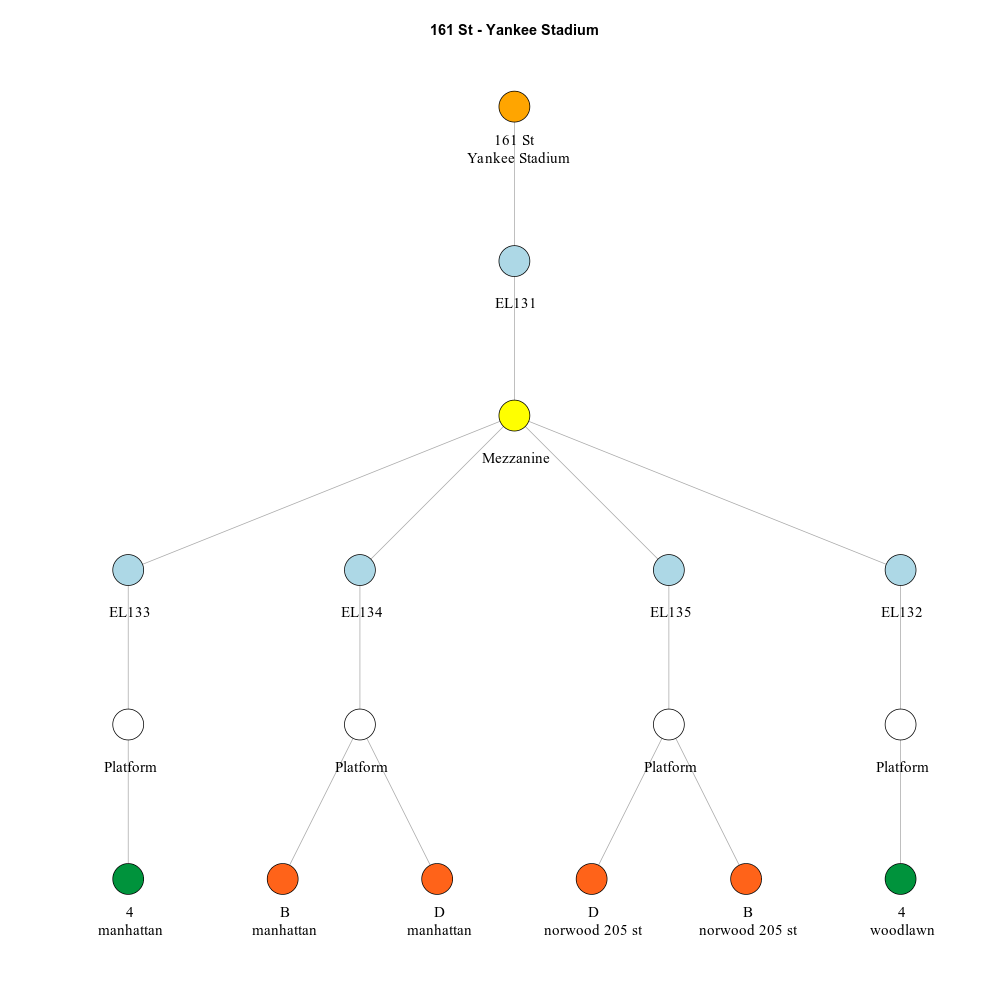 161 St - Yankee Stadium
161 St
Yankee Stadium
EL131
Mezzanine
EL133
EL134
EL135
EL132
Platform
Platform
Platform
Platform
4
manhattan
B
manhattan
D
manhattan
D
norwood 205 st
B
norwood 205 st
4
woodlawn